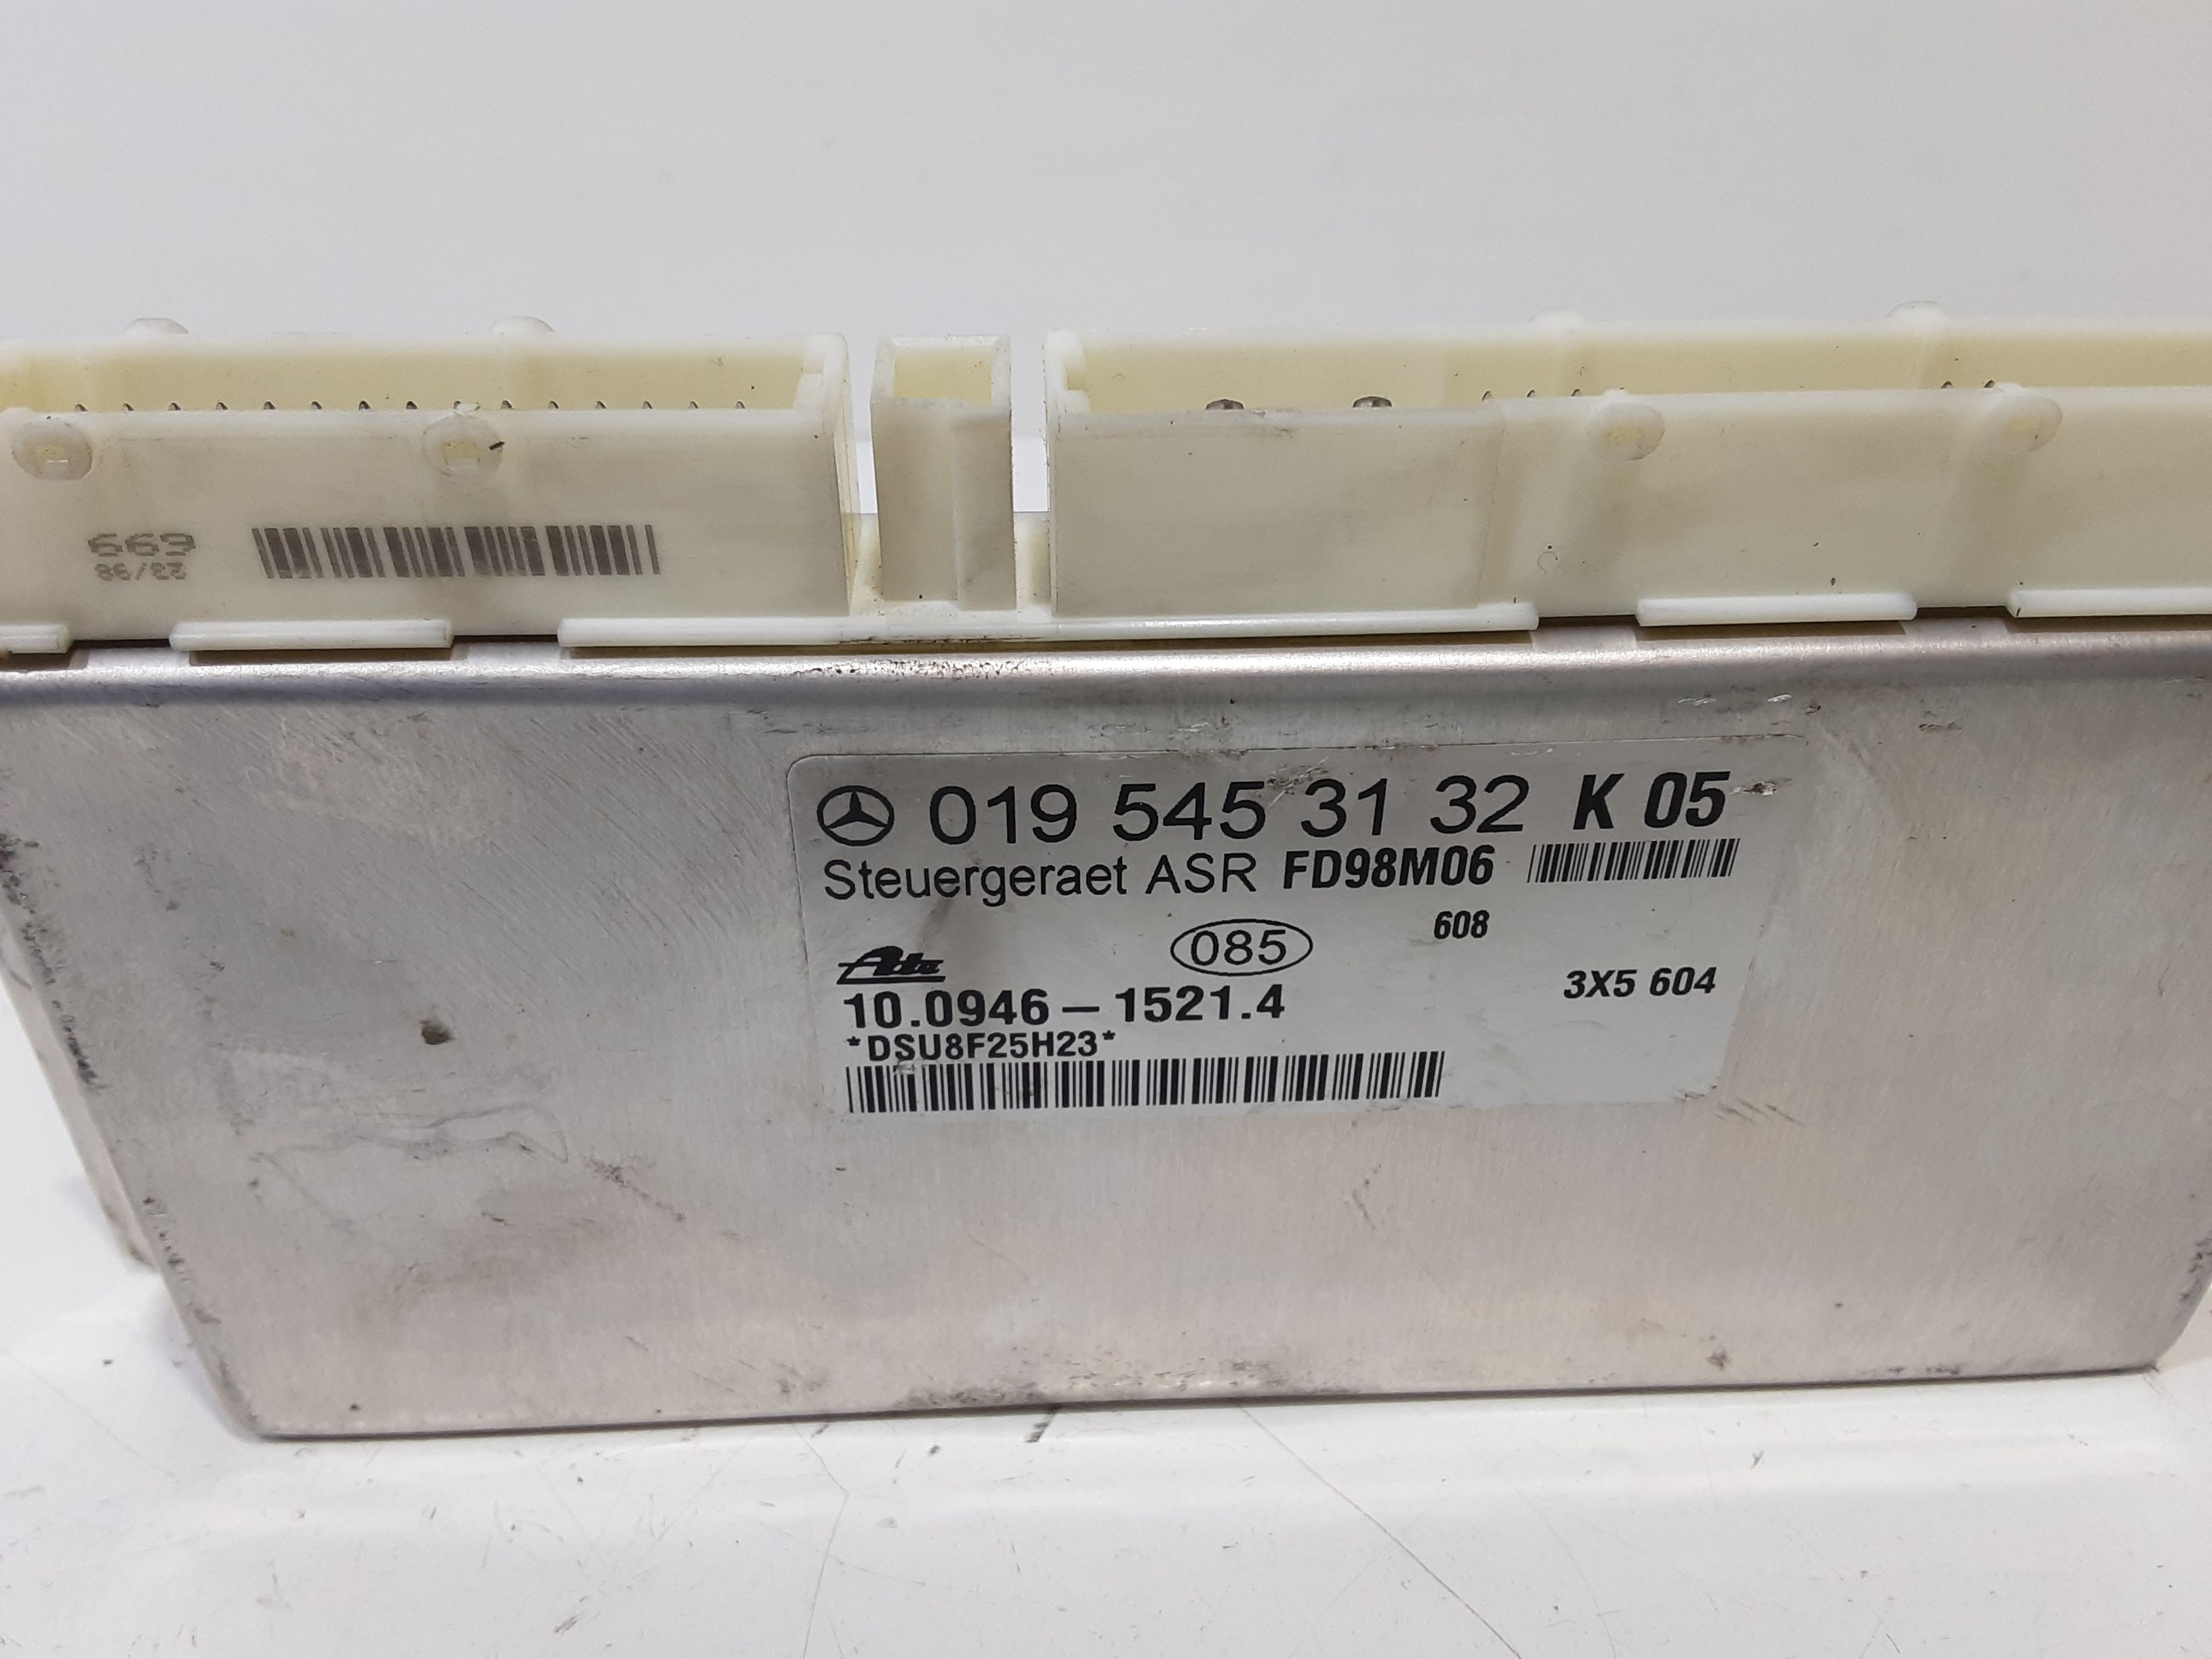 669
23/98
019 545 31 32 K 05
Steuergeraet ASR FD98M06
608
Ate 085
3X5 604
10.0946-1521.4
*DSU8F25H23*